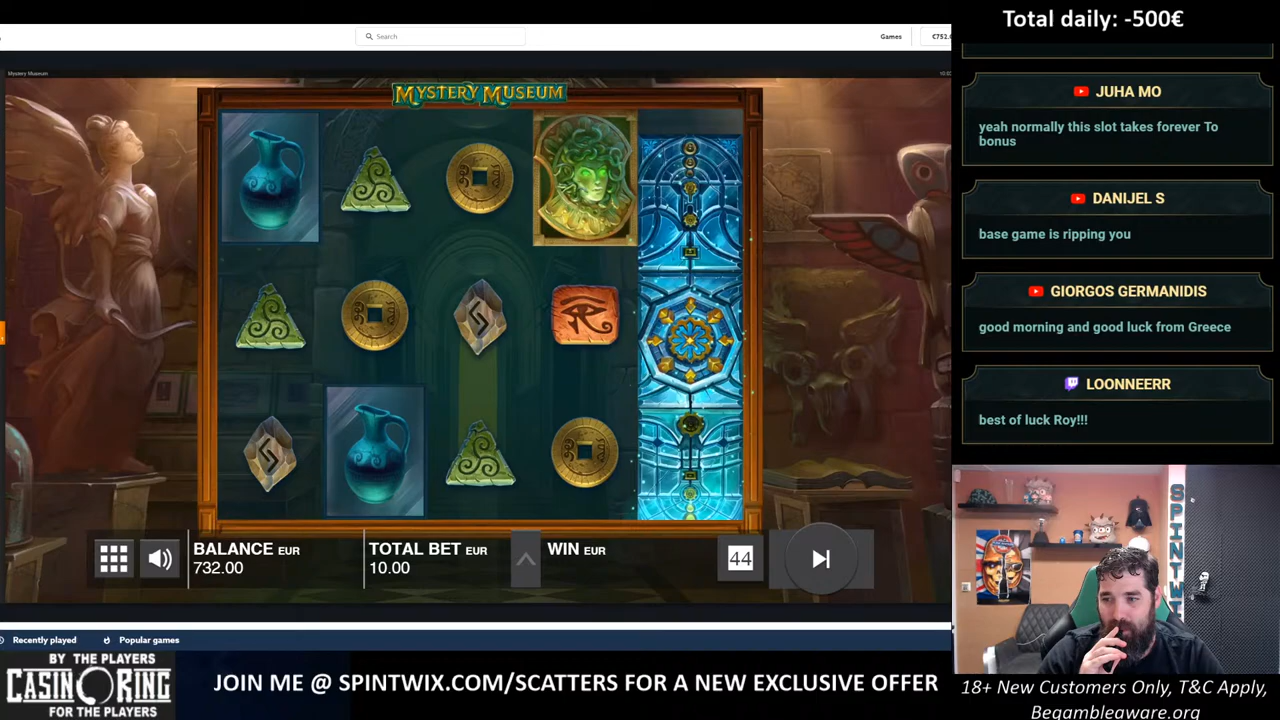 Total daily: -500€
Search
Games
€752.0
Mystery Museum
MYSTERY MUSEUM
JUHA MO
yeah normally this slot takes forever To
bonus
DANIJEL S
base game is ripping you
GIORGOS GERMANIDIS
good morning and good luck from Greece
LOONNEERR
best of luck Roy!!!
BALANCE EUR
732.00
TOTAL BET EUR
10.00
WIN EUR
44
SPINTWI
Recently played
Popular games
BY THE PLAYERS
CASINORING
FOR THE PLAYERS
JOIN ME @ SPINTWIX.COM/SCATTERS FOR A NEW EXCLUSIVE OFFER
18+ New Customers Only, T&C Apply,
Begambleaware.org